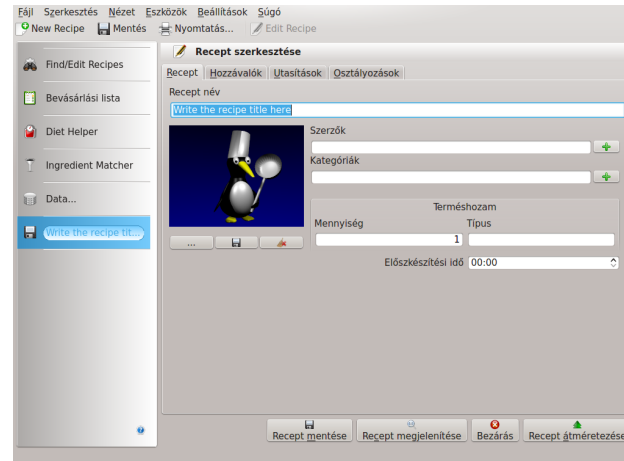 Fájl Szerkesztés Nézet Eszközök Beállítások Súgó
New Recipe Mentés Nyomtatás... Edit Recipe
Recept szerkesztése
Find/Edit Recipes
Bevásárlási lista
Diet Helper
Ingredient Matcher
Data...
Write the recipe tit...
Recept Hozzávalók Utasítások Osztályozások
Recept név
Write the recipe title here
Szerzők
Kategóriák
Terméshozam
Mennyiség Típus
1
...
Előszkészítési idő 00:00
Recept mentése Recept megjelenítése Bezárás Recept átméretezése